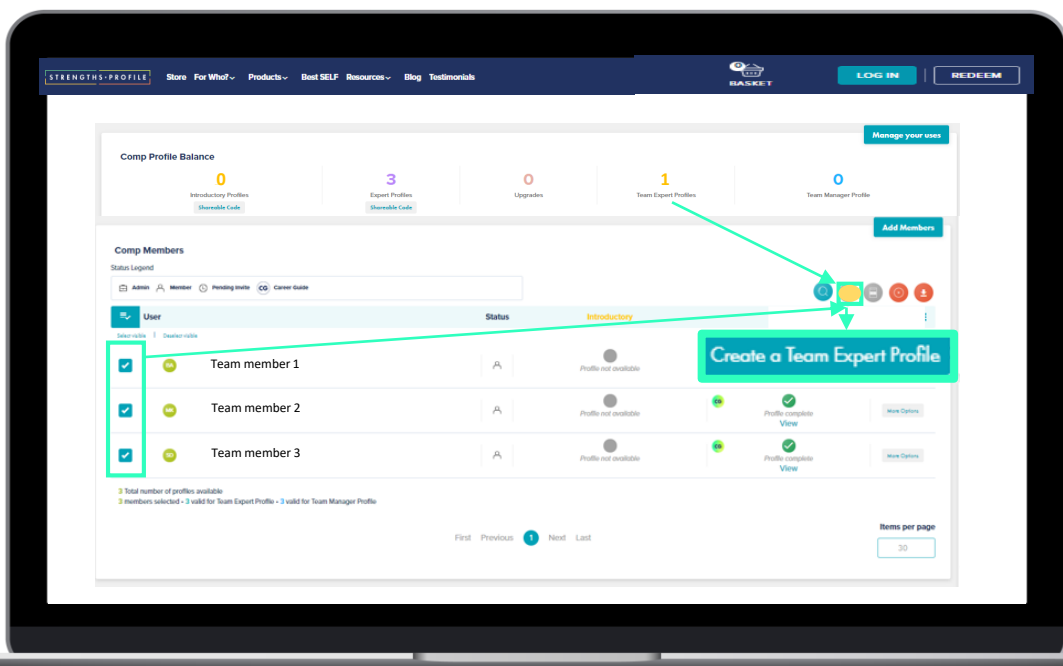 STRENGTHS·PROFILE Store For Who? Products Best SELF Resources Blog Testimonials BASKET LOG IN REDEEM
Manage your uses
Comp Profile Balance
0 3 0 1 0
Introductory Profiles Expert Profiles Upgrades Team Expert Profiles Team Manager Profile
Shareable Code Shareable Code
Add Members
Comp Members
Status Legend
Admin Member Pending Invite CG Career Guide
User Status Introductory
Select visible | Deselect visible
Create a Team Expert Profile
Team member 1 Profile not available
Team member 2 Profile not available CG Profile complete More Options
View
Team member 3 Profile not available CG Profile complete More Options
View
3 Total number of profiles available
3 members selected - 3 valid for Team Expert Profile - 3 valid for Team Manager Profile
Items per page
First Previous 1 Next Last
30